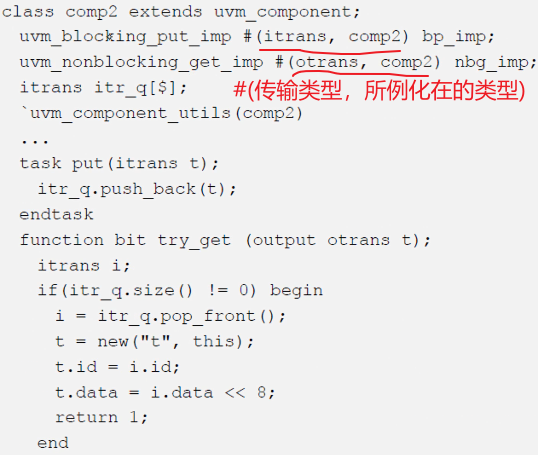 class comp2 extends uvm_component;
  uvm_blocking_put_imp #(itrans, comp2) bp_imp;
  uvm_nonblocking_get_imp #(otrans, comp2) nbg_imp;
  itrans itr_q[$]; #(传输类型，所例化在的类型)
  `uvm_component_utils(comp2)
  ...
  task put(itrans t);
    itr_q.push_back(t);
  endtask
  function bit try_get (output otrans t);
    itrans i;
    if(itr_q.size() != 0) begin
      i = itr_q.pop_front();
      t = new("t", this);
      t.id = i.id;
      t.data = i.data << 8;
      return 1;
    end